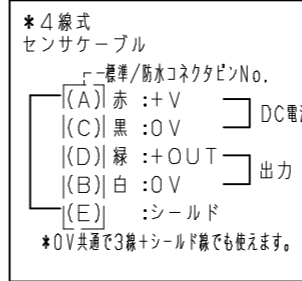 *4線式
センサケーブル
標準/防水コネクタピンNo.
(A) 赤 :+V
(C) 黒 :0V
DC電
(D) 緑 :+OUT
(B) 白 :0V
出力
(E) :シールド
*0V共通で3線+シールド線でも使えます。